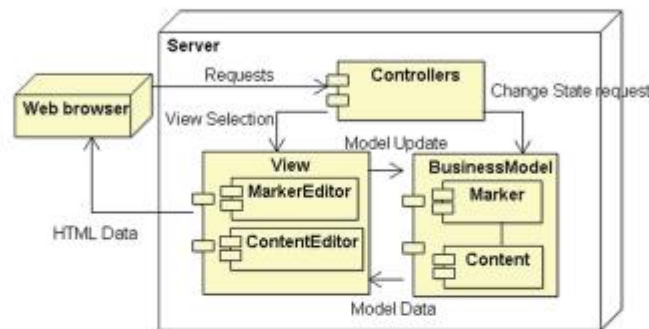 Server
Requests
Controllers
Web browser
Change State request
View Selection
Model Update
View
BusinessModel
MarkerEditor
Marker
HTML Data
ContentEditor
Content
Model Data